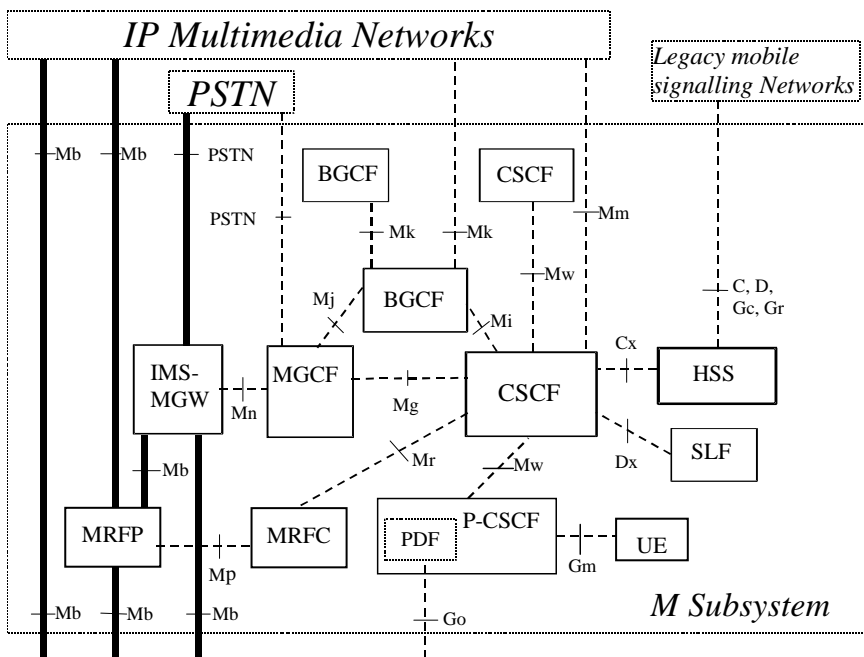 IP Multimedia Networks
Legacy mobile
signalling Networks
PSTN
Mb
Mb
PSTN
BGCF
CSCF
PSTN
Mk
Mk
Mm
Mw
C, D,
Gc, Gr
Mj
BGCF
Mi
Cx
IMS-
MGW
MGCF
CSCF
HSS
Mn
Mg
Mr
Dx
SLF
Mb
Mw
MRFP
MRFC
P-CSCF
PDF
UE
Mp
Gm
Mb
Mb
Mb
Go
M Subsystem